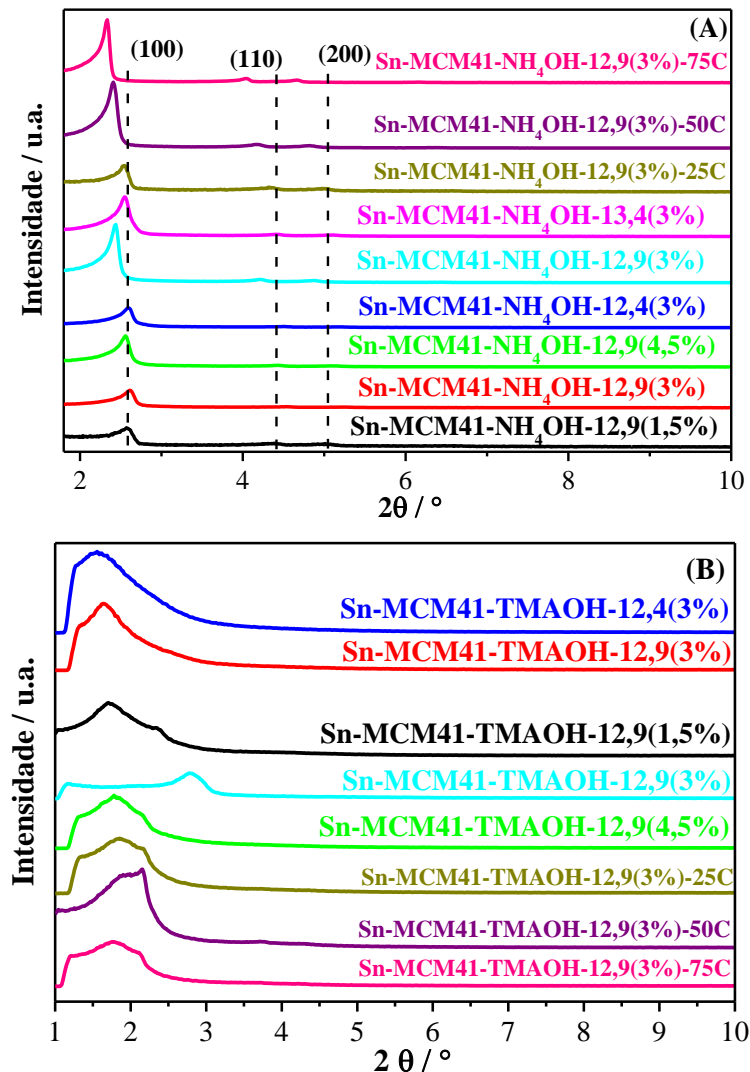 (A)
(100)
(110)
(200)
Sn-MCM41-NH₄OH-12,9(3%)-75C
Sn-MCM41-NH₄OH-12,9(3%)-50C
Sn-MCM41-NH₄OH-12,9(3%)-25C
Sn-MCM41-NH₄OH-13,4(3%)
Sn-MCM41-NH₄OH-12,9(3%)
Sn-MCM41-NH₄OH-12,4(3%)
Sn-MCM41-NH₄OH-12,9(4,5%)
Sn-MCM41-NH₄OH-12,9(3%)
Sn-MCM41-NH₄OH-12,9(1,5%)
Intensidade / u.a.
2 4 6 8 10
2θ / °
(B)
Sn-MCM41-TMAOH-12,4(3%)
Sn-MCM41-TMAOH-12,9(3%)
Sn-MCM41-TMAOH-12,9(1,5%)
Sn-MCM41-TMAOH-12,9(3%)
Sn-MCM41-TMAOH-12,9(4,5%)
Sn-MCM41-TMAOH-12,9(3%)-25C
Sn-MCM41-TMAOH-12,9(3%)-50C
Sn-MCM41-TMAOH-12,9(3%)-75C
Intensidade / u.a.
1 2 3 4 5 6 7 8 9 10
2 θ / °